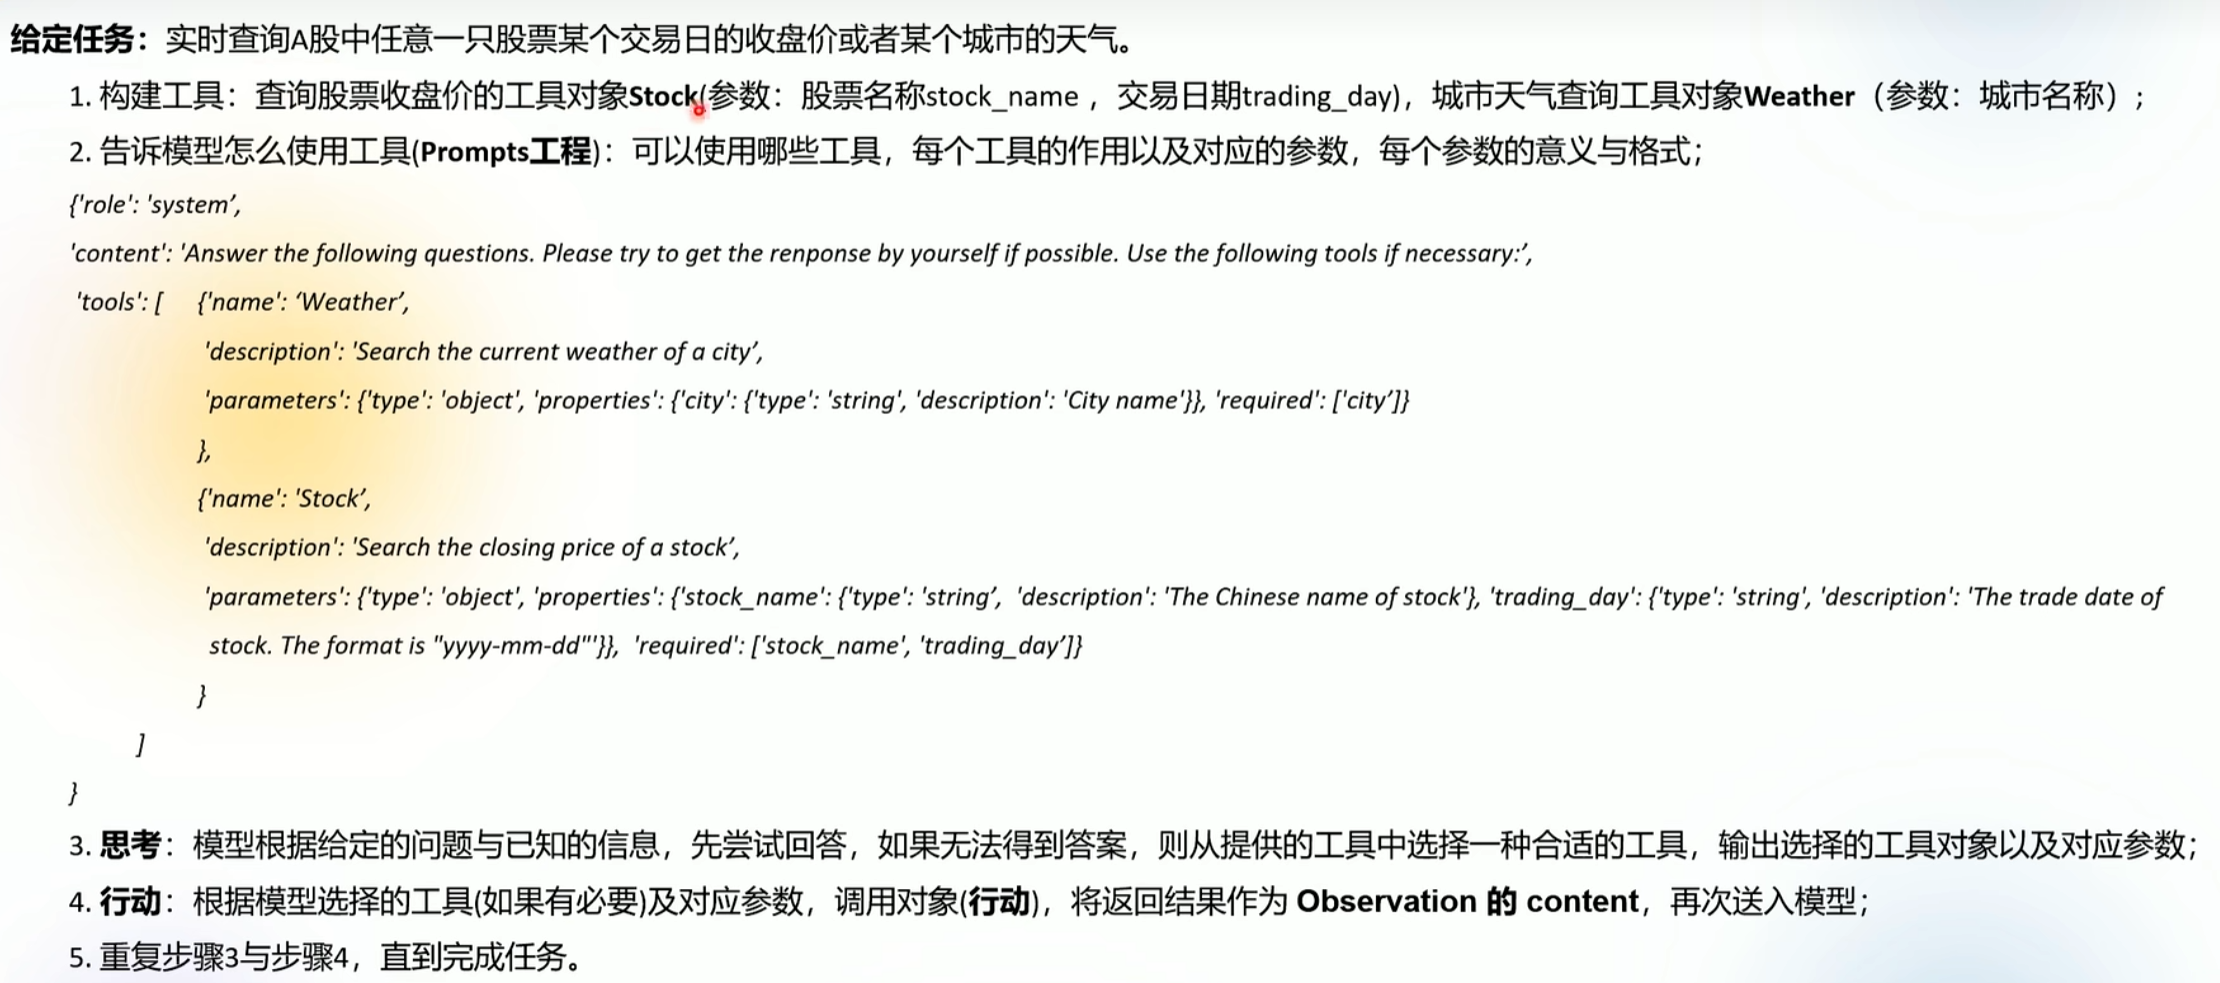 给定任务：实时查询A股中任意一只股票某个交易日的收盘价或者某个城市的天气。
1. 构建工具：查询股票收盘价的工具对象Stock(参数：股票名称stock_name ，交易日期trading_day)，城市天气查询工具对象Weather（参数：城市名称）；
2. 告诉模型怎么使用工具(Prompts工程)：可以使用哪些工具，每个工具的作用以及对应的参数，每个参数的意义与格式；
{'role': 'system’,
'content': 'Answer the following questions. Please try to get the renponse by yourself if possible. Use the following tools if necessary:’,
'tools': [ {'name': ‘Weather’,
'description': 'Search the current weather of a city’,
'parameters': {'type': 'object', 'properties': {'city': {'type': 'string', 'description': 'City name'}}, 'required': ['city’]}
},
{'name': 'Stock’,
'description': 'Search the closing price of a stock’,
'parameters': {'type': 'object', 'properties': {'stock_name': {'type': 'string’, 'description': 'The Chinese name of stock'}, 'trading_day': {'type': 'string', 'description': 'The trade date of
stock. The format is "yyyy-mm-dd"'}}, 'required': ['stock_name', 'trading_day’]}
}
]
}
3. 思考：模型根据给定的问题与已知的信息，先尝试回答，如果无法得到答案，则从提供的工具中选择一种合适的工具，输出选择的工具对象以及对应参数；
4. 行动：根据模型选择的工具(如果有必要)及对应参数，调用对象(行动)，将返回结果作为 Observation 的 content，再次送入模型；
5. 重复步骤3与步骤4，直到完成任务。